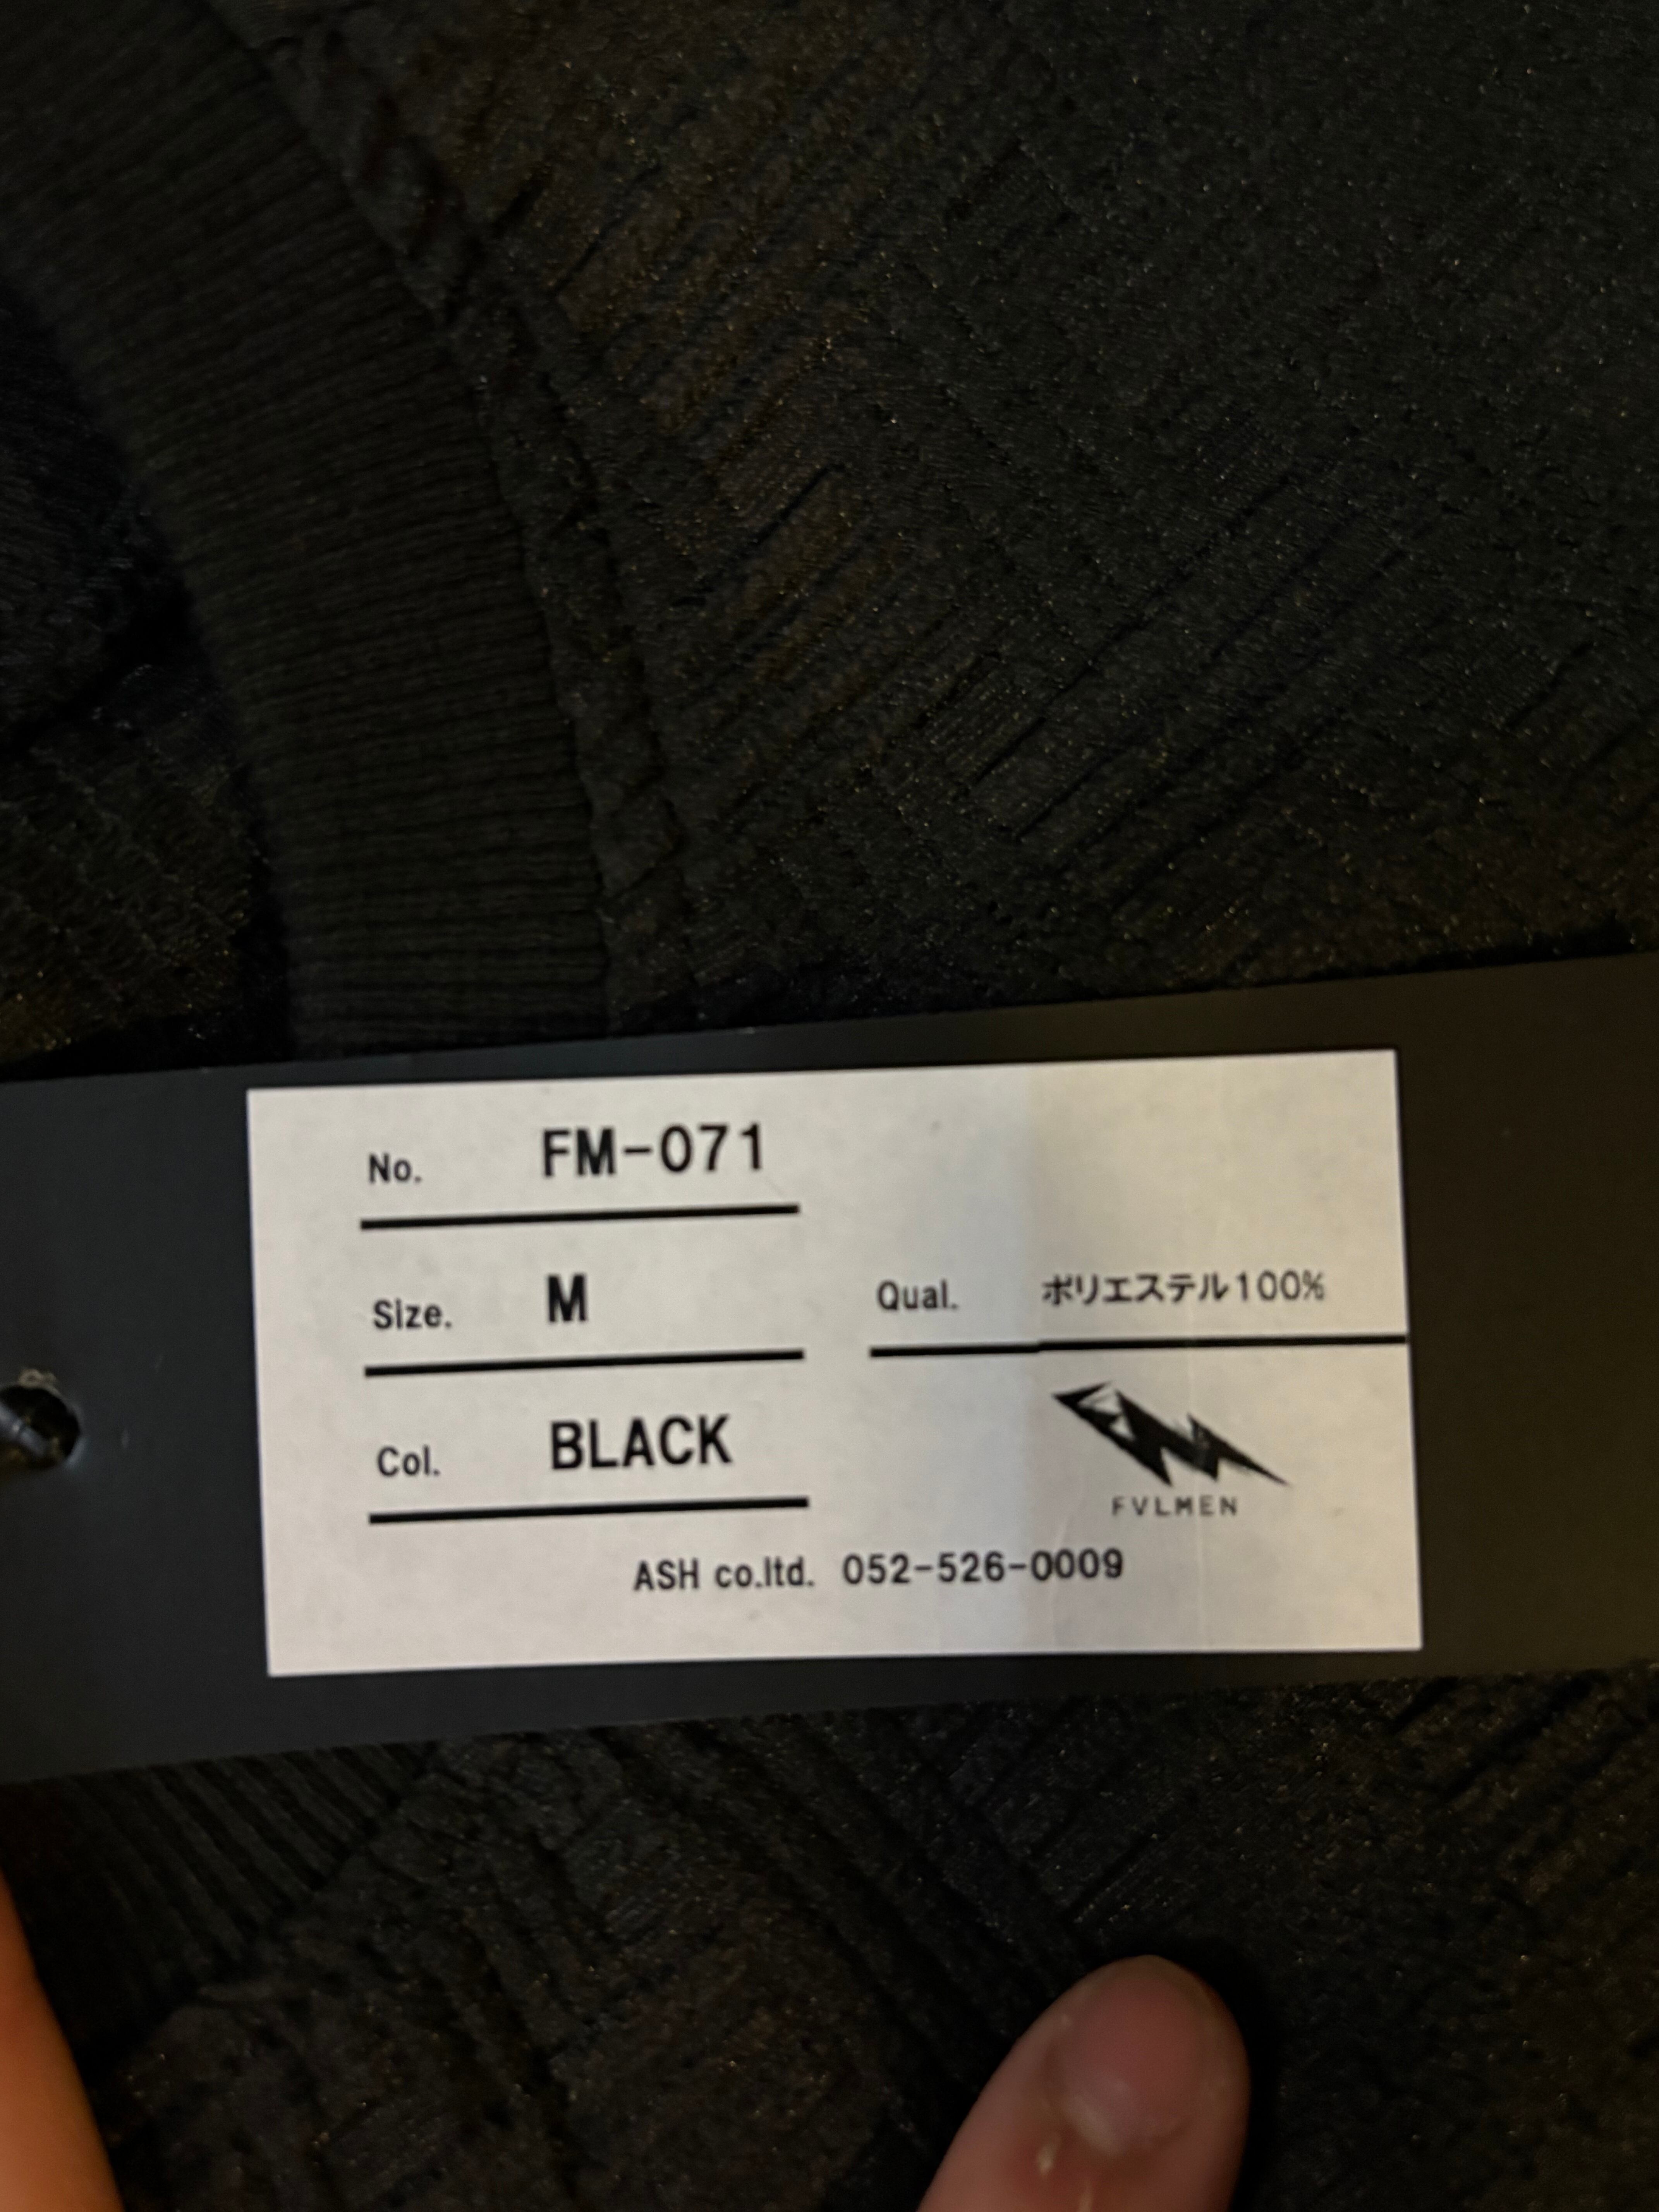 No. FM-071
Size. M
Qual. ポリエステル100%
Col. BLACK
FVLMEN
ASH co.ltd. 052-526-0009